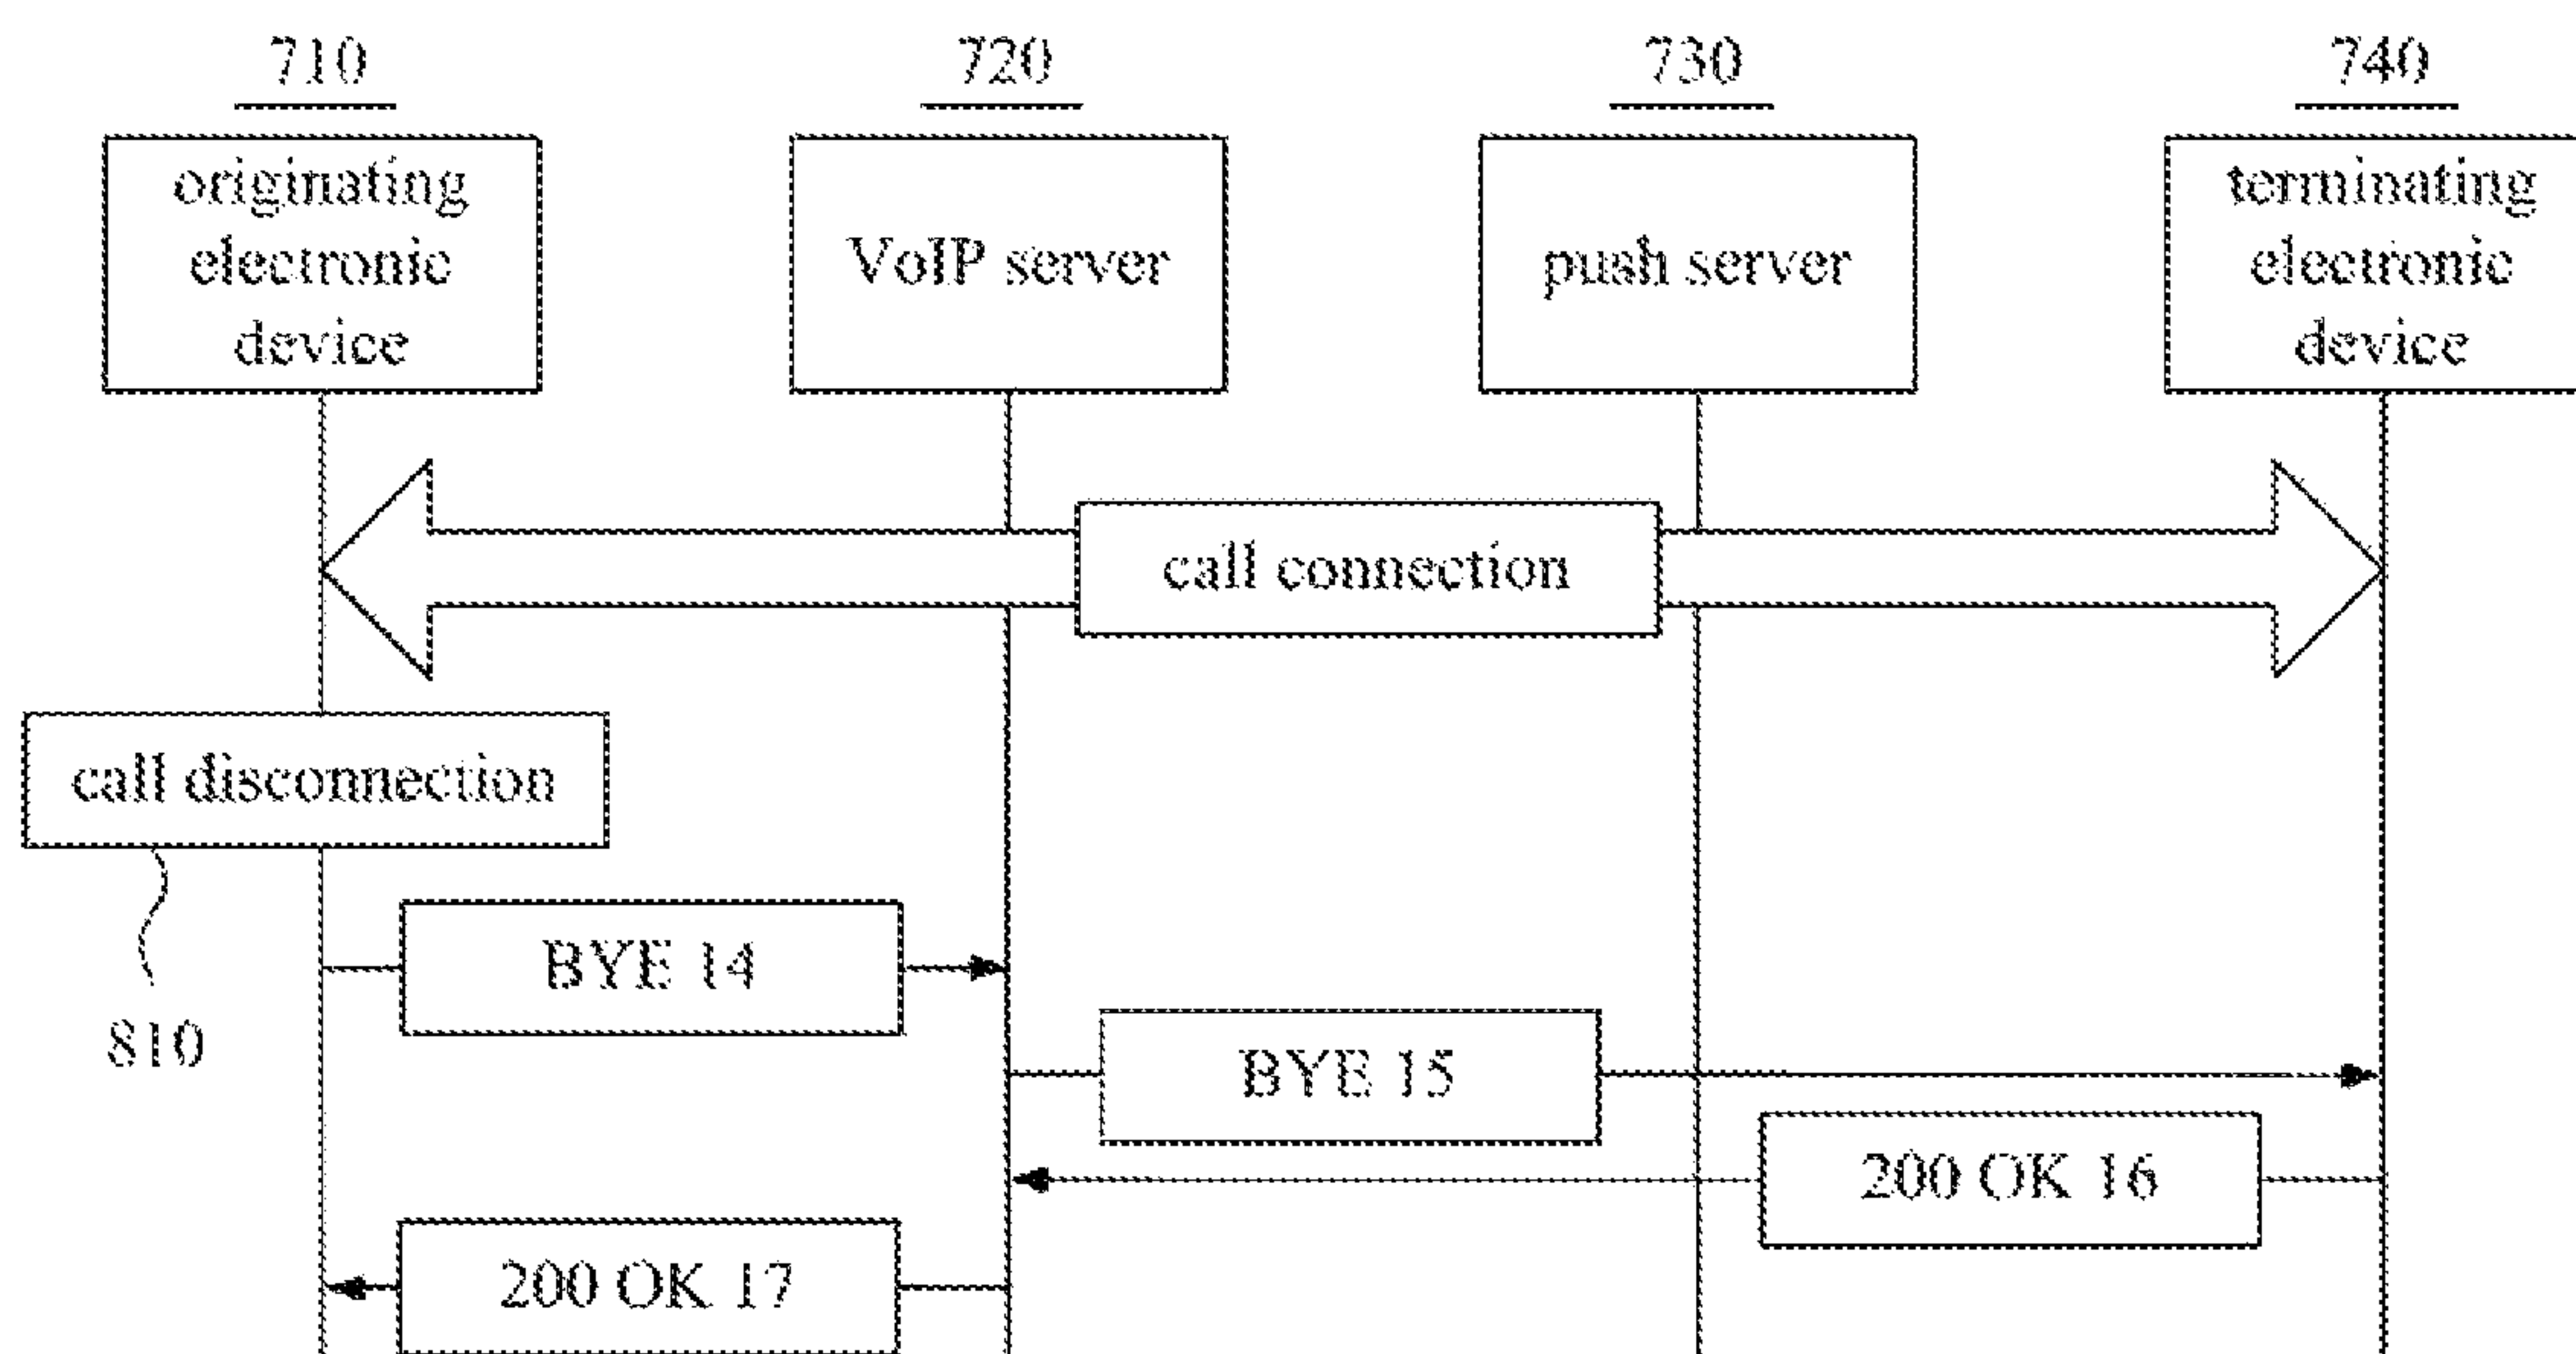 710
720
730
740
originating
electronic
device
VoIP server
push server
terminating
electronic
device
call connection
call disconnection
810
BYE 14
BYE 15
200 OK 16
200 OK 17